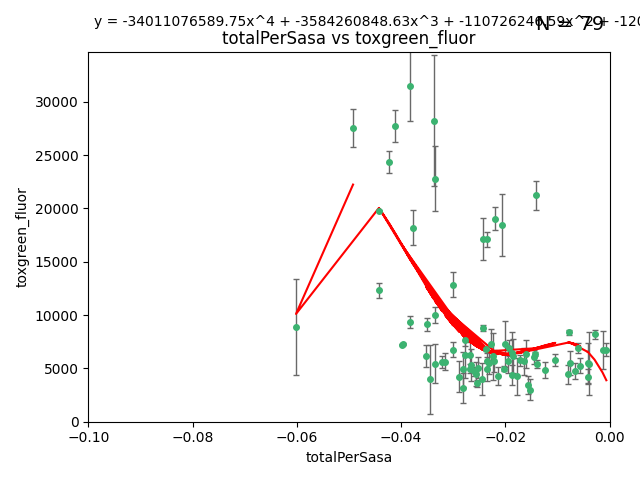 y = -34011076589.75x^4 + -3584260848.63x^3 + -110726246.59x^2 + -120
N = 79
totalPerSasa vs toxgreen_fluor
30000
25000
20000
15000
10000
5000
0
toxgreen_fluor
−0.10 −0.08 −0.06 −0.04 −0.02 0.00
totalPerSasa